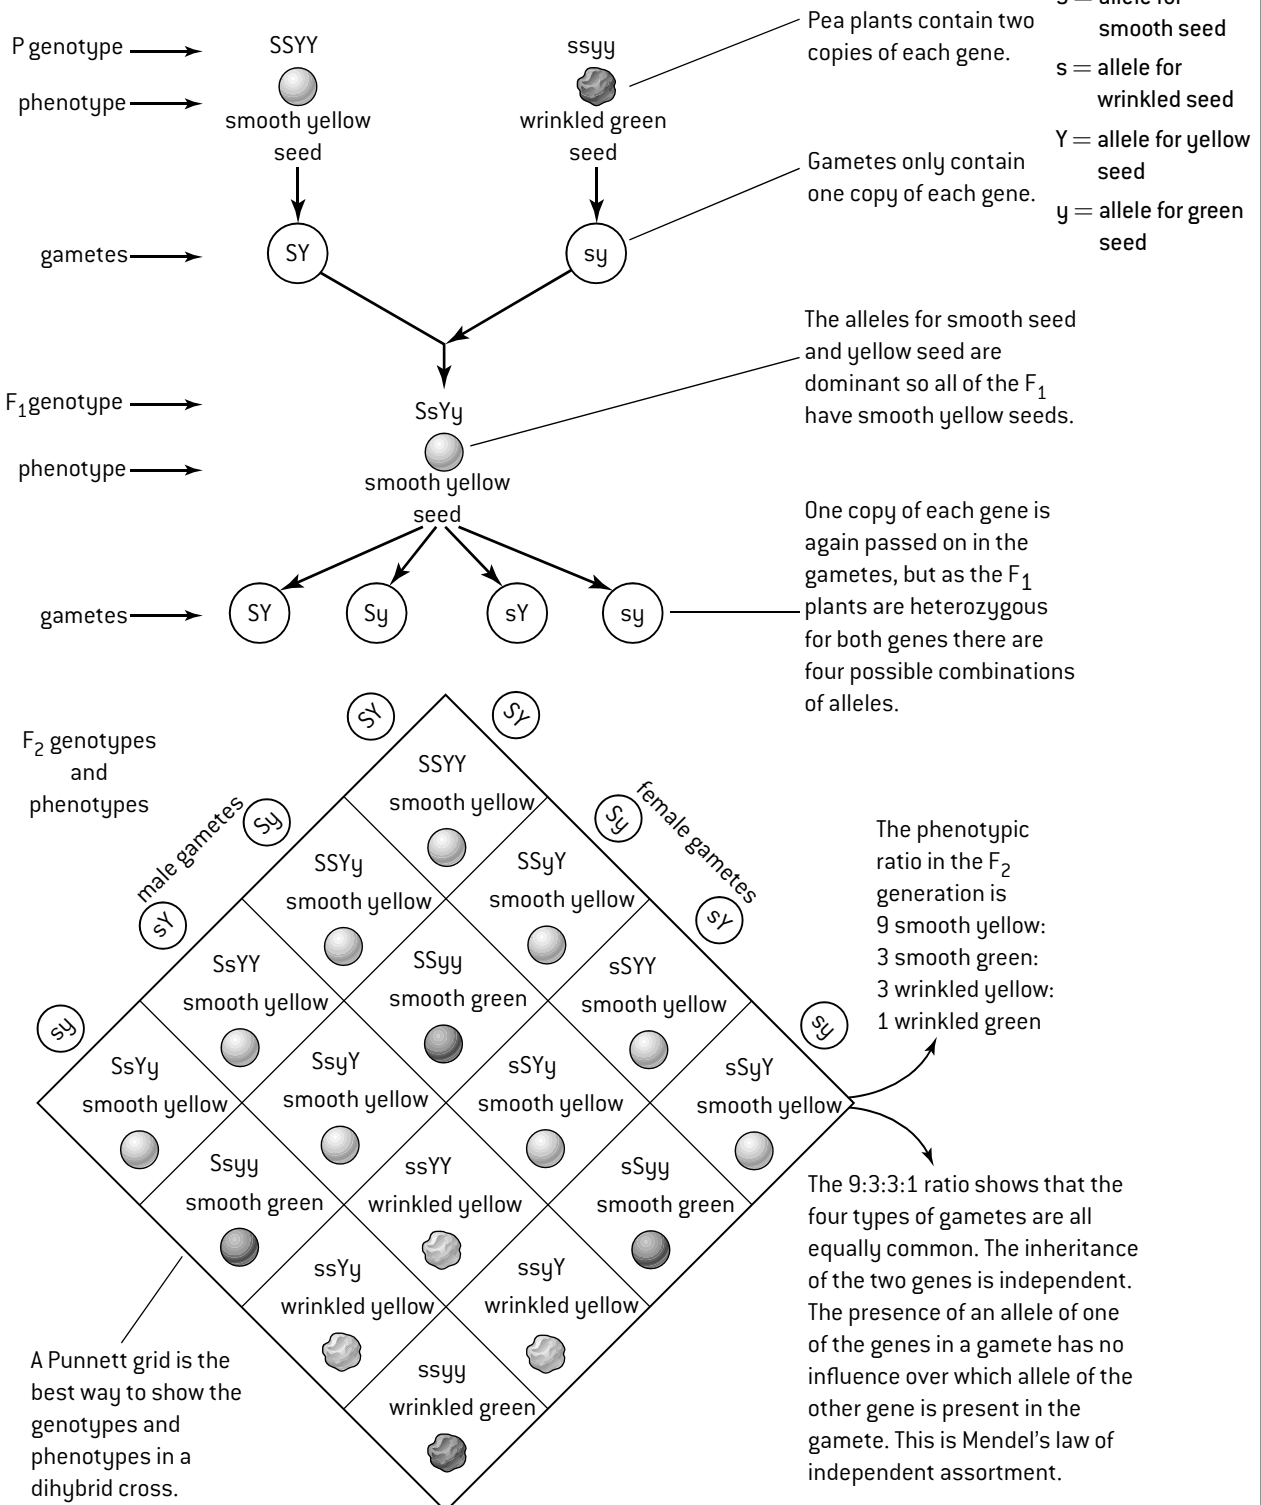 P genotype
SSYY
ssyy
phenotype
smooth yellow
seed
wrinkled green
seed
Pea plants contain two
copies of each gene.
smooth seed
s = allele for
wrinkled seed
Y = allele for yellow
seed
y = allele for green
seed
Gametes only contain
one copy of each gene.
gametes
SY
sy
The alleles for smooth seed
and yellow seed are
dominant so all of the F1
have smooth yellow seeds.
F1genotype
SsYy
phenotype
smooth yellow
seed
One copy of each gene is
again passed on in the
gametes, but as the F1
plants are heterozygous
for both genes there are
four possible combinations
of alleles.
gametes
SY
Sy
sY
sy
F2 genotypes
and
phenotypes
male gametes
SY
Sy
sY
sy
female gametes
SY
Sy
sY
sy
SSYY
smooth yellow
SSYy
smooth yellow
SSyY
smooth yellow
SsYY
smooth yellow
SSyy
smooth green
sSYY
smooth yellow
SsYy
smooth yellow
SsyY
smooth yellow
sSYy
smooth yellow
sSyY
smooth yellow
Ssyy
smooth green
ssYY
wrinkled yellow
sSyy
smooth green
ssYy
wrinkled yellow
ssyY
wrinkled yellow
ssyy
wrinkled green
The phenotypic
ratio in the F2
generation is
9 smooth yellow:
3 smooth green:
3 wrinkled yellow:
1 wrinkled green
The 9:3:3:1 ratio shows that the
four types of gametes are all
equally common. The inheritance
of the two genes is independent.
The presence of an allele of one
of the genes in a gamete has no
influence over which allele of the
other gene is present in the
gamete. This is Mendel's law of
independent assortment.
A Punnett grid is the
best way to show the
genotypes and
phenotypes in a
dihybrid cross.